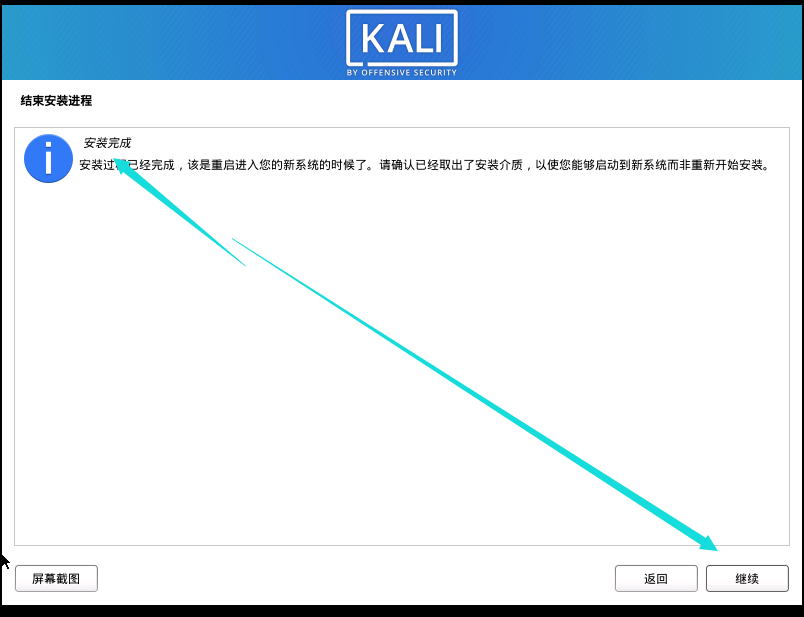 KALI
BY OFFENSIVE SECURITY
结束安装进程
安装完成
安装过已经完成，该是重启进入您的新系统的时候了。请确认已经取出了安装介质，以使您能够启动到新系统而非重新开始安装。
屏幕截图
返回
继续